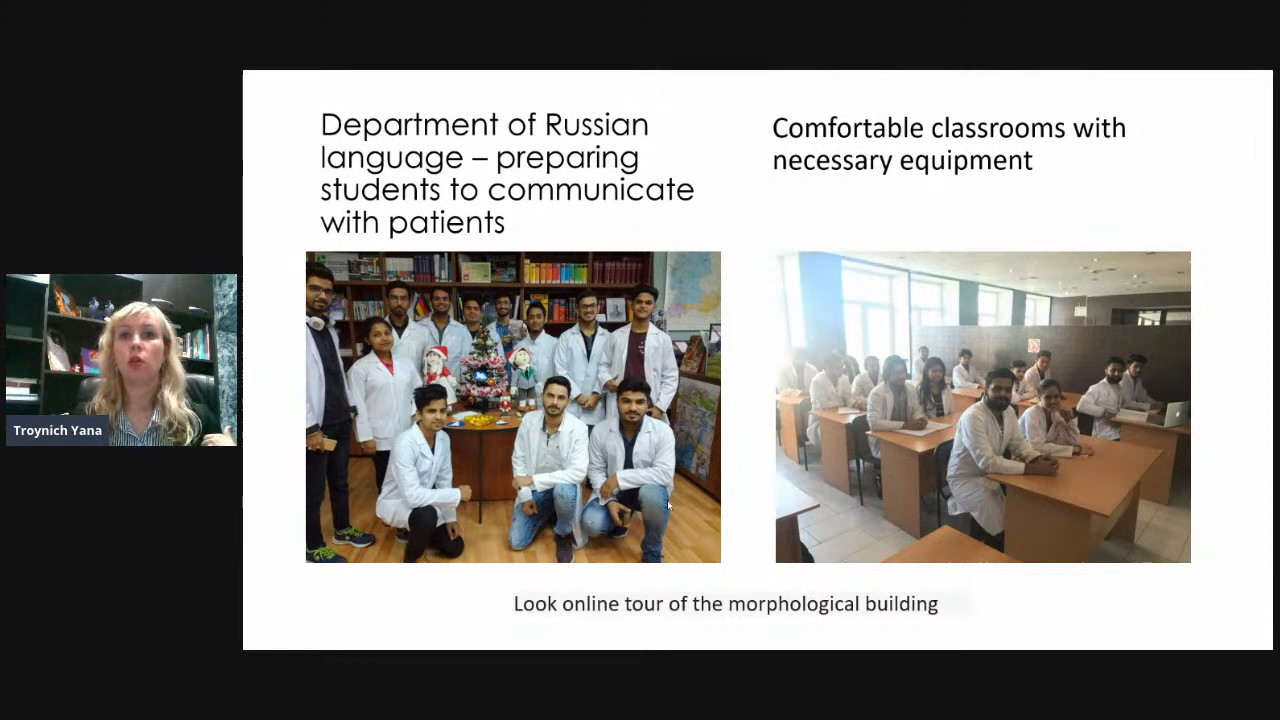 Department of Russian
language – preparing
students to communicate
with patients
Comfortable classrooms with
necessary equipment
Troynich Yana
Look online tour of the morphological building